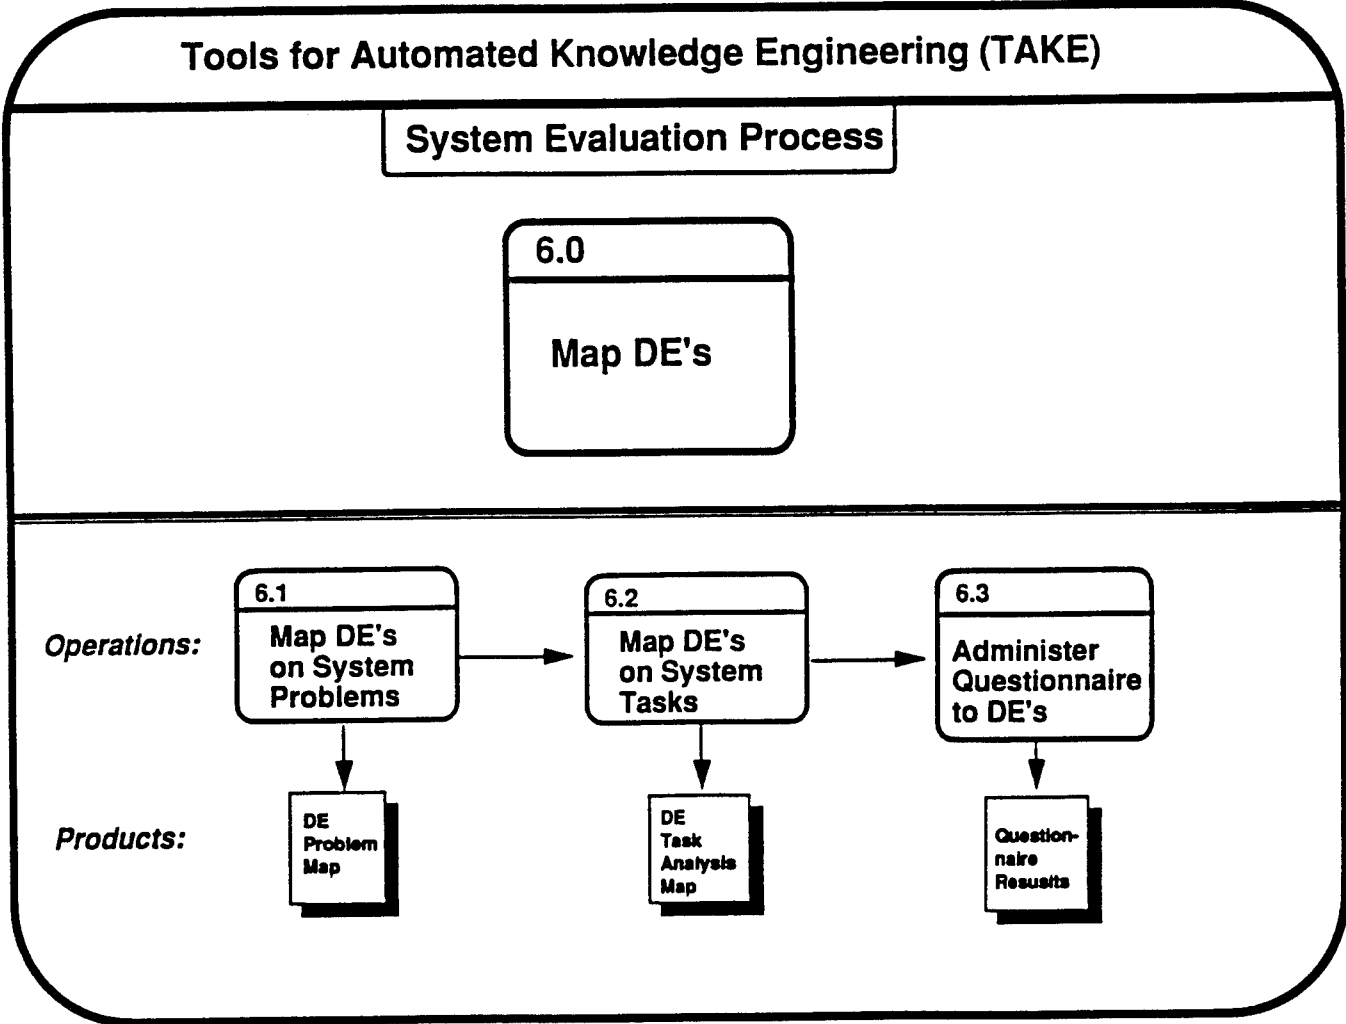 Tools for Automated Knowledge Engineering (TAKE)
System Evaluation Process
6.0
Map DE's
Operations:
6.1
Map DE's
on System
Problems
6.2
Map DE's
on System
Tasks
6.3
Administer
Questionnaire
to DE's
Products:
DE
Problem
Map
DE
Task
Analysis
Map
Question-
naire
Resusits